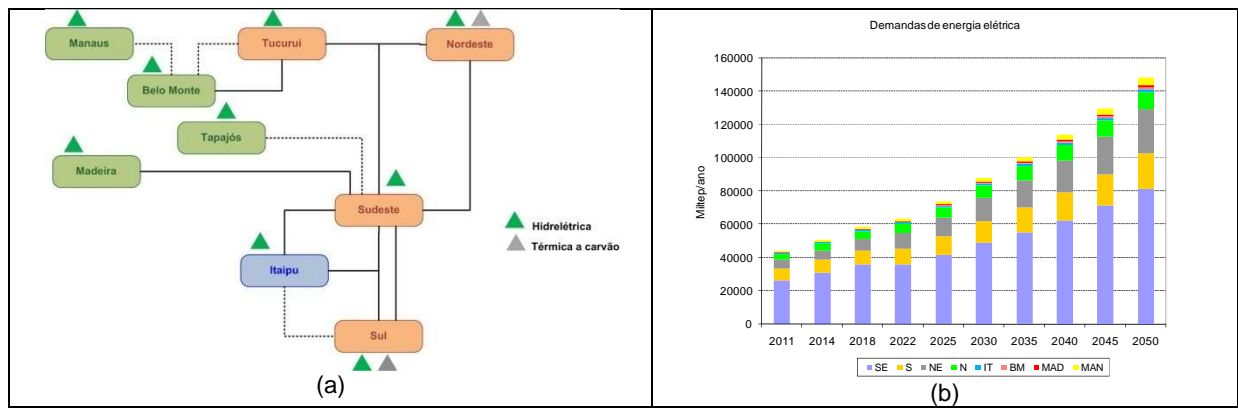 Manaus
Tucuruí
Nordeste
Belo Monte
Tapajós
Madeira
Sudeste
Hidrelétrica
Térmica a carvão
Itaipu
Sul
(a)
Demandas de energia elétrica
Miltep/ano
160000
140000
120000
100000
80000
60000
40000
20000
0
2011 2014 2018 2022 2025 2030 2035 2040 2045 2050
SE S NE N IT BM MAD MAN
(b)